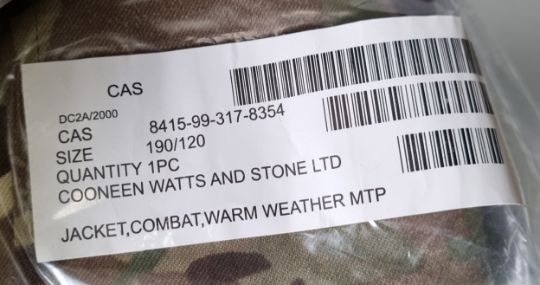 CAS
DC2A/2000
CAS 8415-99-317-8354
SIZE 190/120
QUANTITY 1PC
COONEEN WATTS AND STONE LTD
JACKET,COMBAT,WARM WEATHER MTP